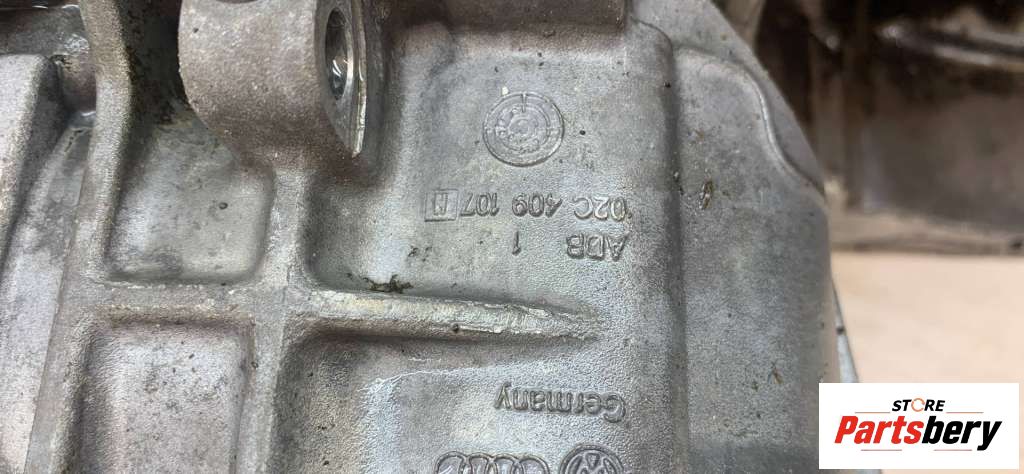 Germany
ADB 1
02C 409 107 H
STORE
Partsbery